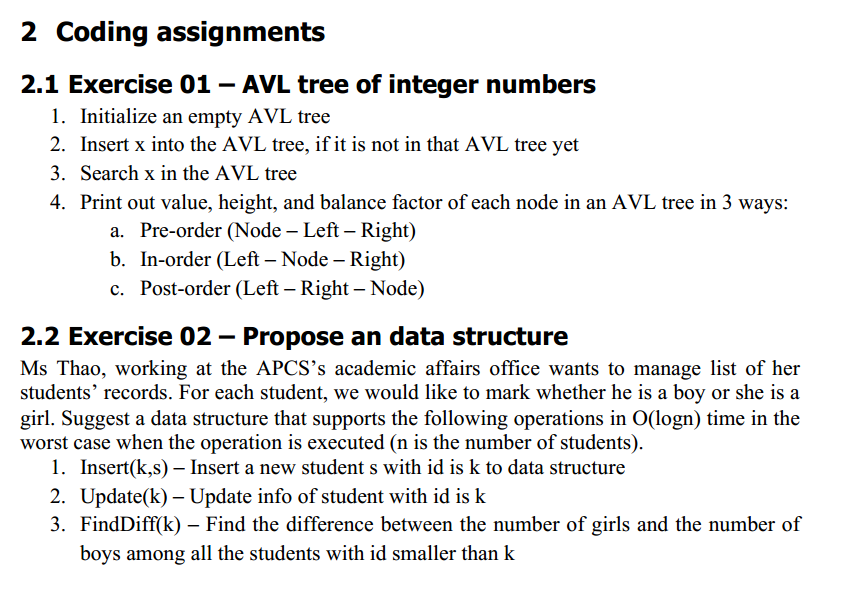 2 Coding assignments
2.1 Exercise 01 – AVL tree of integer numbers
1. Initialize an empty AVL tree
2. Insert x into the AVL tree, if it is not in that AVL tree yet
3. Search x in the AVL tree
4. Print out value, height, and balance factor of each node in an AVL tree in 3 ways:
a. Pre-order (Node – Left – Right)
b. In-order (Left – Node – Right)
c. Post-order (Left – Right – Node)
2.2 Exercise 02 – Propose an data structure
Ms Thao, working at the APCS’s academic affairs office wants to manage list of her
students’ records. For each student, we would like to mark whether he is a boy or she is a
girl. Suggest a data structure that supports the following operations in O(logn) time in the
worst case when the operation is executed (n is the number of students).
1. Insert(k,s) – Insert a new student s with id is k to data structure
2. Update(k) – Update info of student with id is k
3. FindDiff(k) – Find the difference between the number of girls and the number of
boys among all the students with id smaller than k